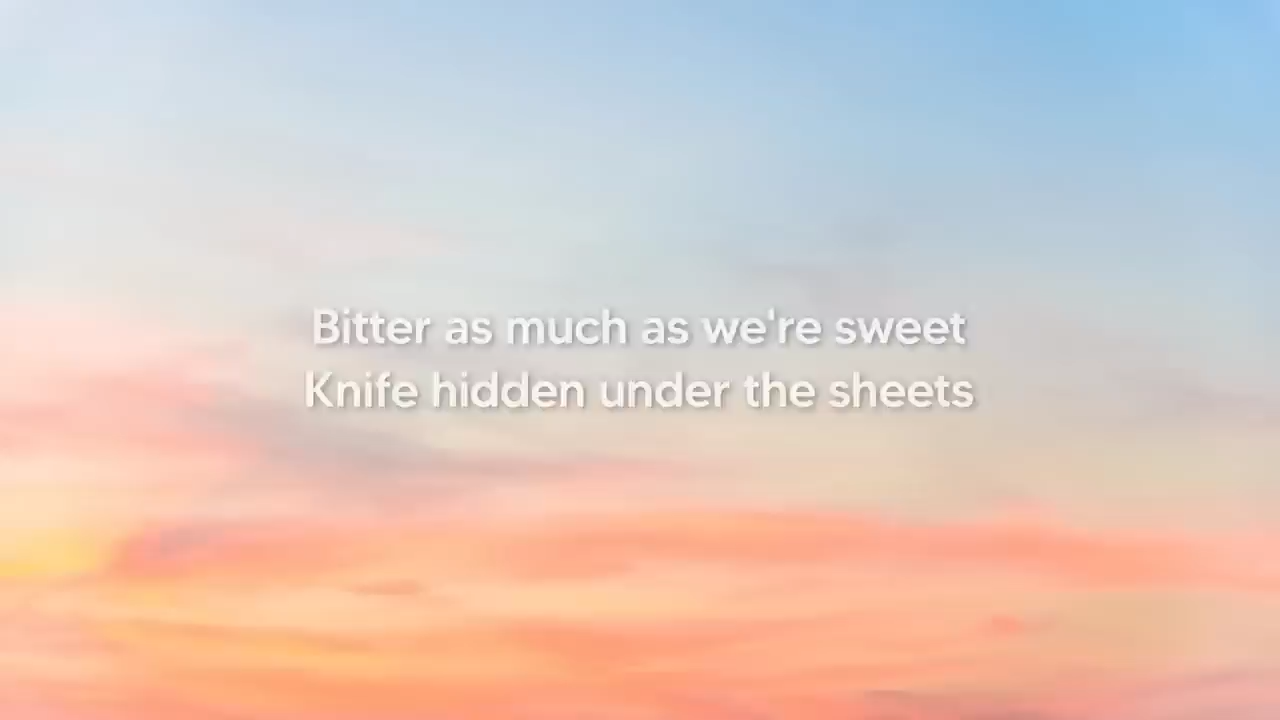 Bitter as much as we're sweet
Knife hidden under the sheets